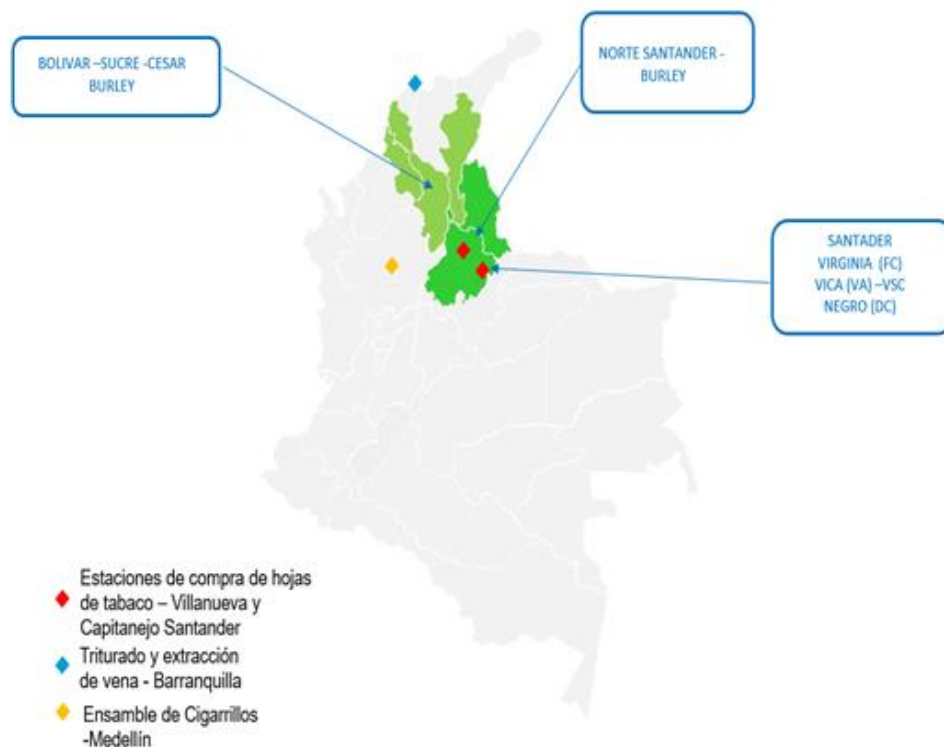 BOLIVAR –SUCRE -CESAR
BURLEY
NORTE SANTANDER -
BURLEY
SANTADER
VIRGINIA (FC)
VICA (VA) –VSC
NEGRO (DC)
Estaciones de compra de hojas
de tabaco – Villanueva y
Capitanejo Santander
Triturado y extracción
de vena - Barranquilla
Ensamble de Cigarrillos
-Medellín